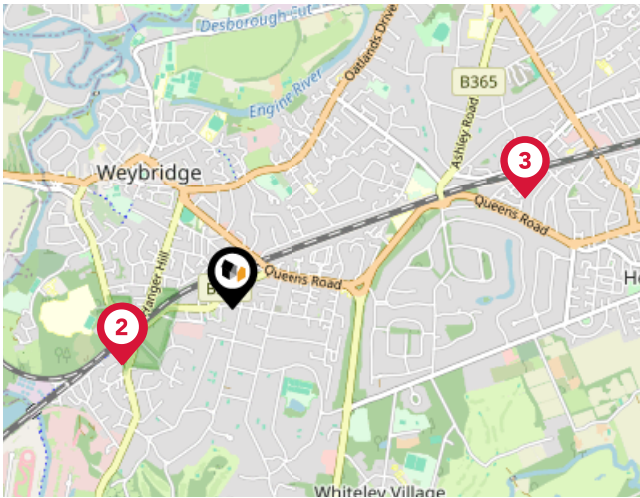 Desborough Cut
Oatlands Drive
Engine River
B365
Ashley Road
3
Weybridge
Queens Road
Queens Road
2
Whiteley Village